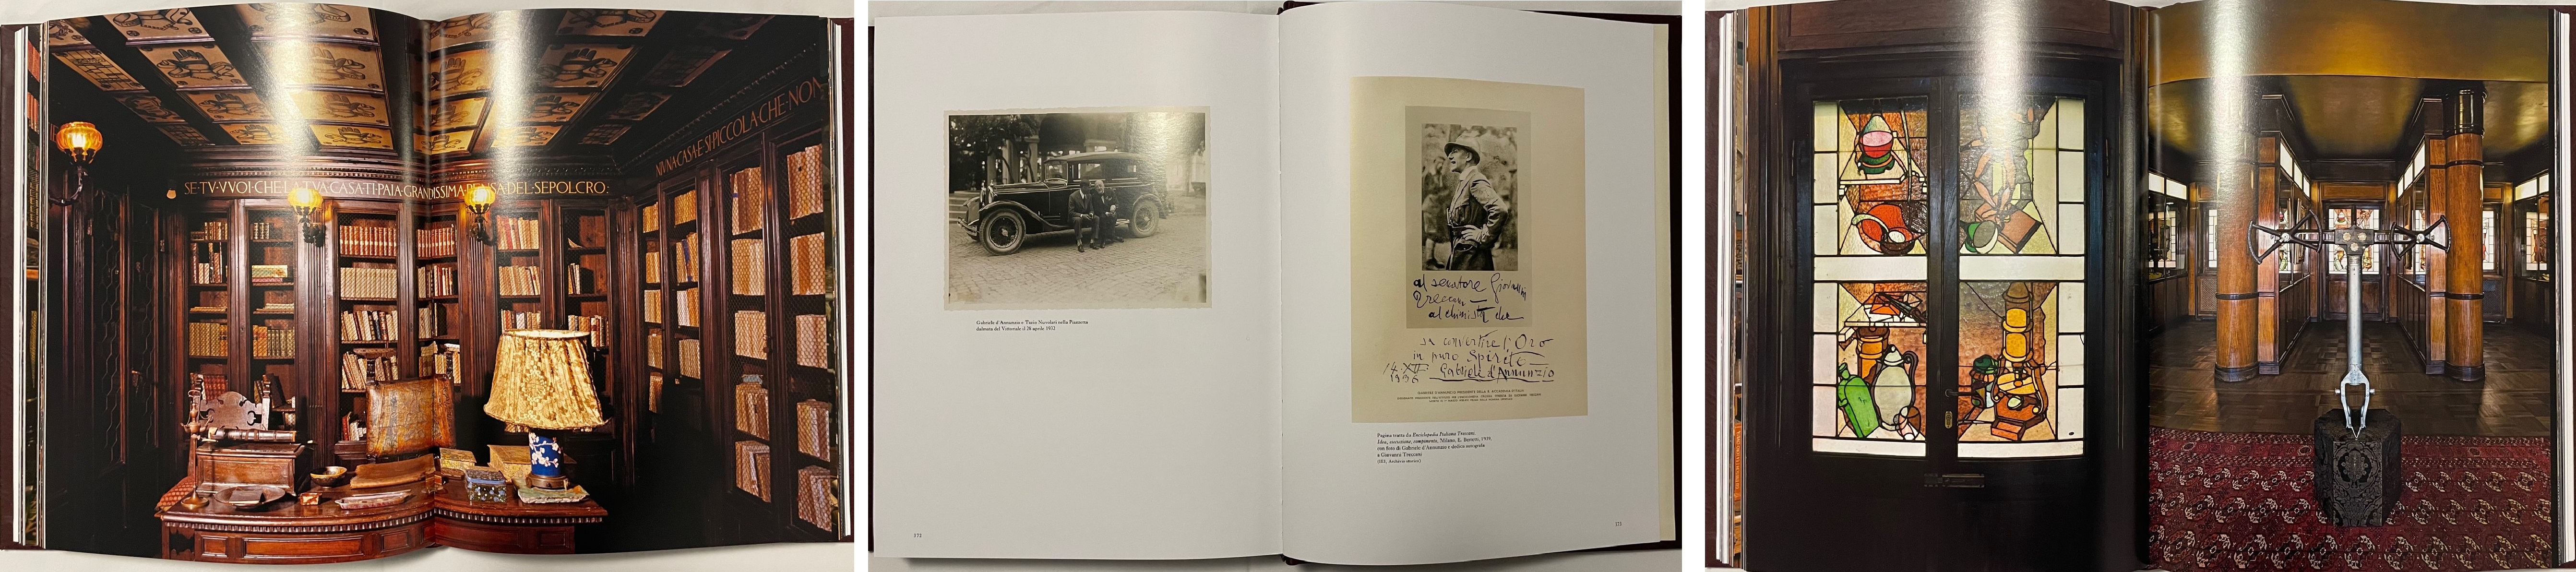 SE·TV·VVOI·CHE·LA·TVA·CASA·TI·PAIA·GRANDISSIMA·PENSA·DEL·SEPOLCRO:
NIVNA·CASA·E·SI·PICCOLA·CHE·NON
Gabriele d'Annunzio e Tazio Nuvolari nella Piazzetta
dalmata del Vittoriale il 28 aprile 1932
272
al senatore Giovanni
Treccani —
alchimista che
sa convertire l'Oro
in puro Spirito
1936 Gabriele d'Annunzio
Pagina tratta da Enciclopedia Italiana Treccani.
Idea, esecuzione, compimento, Milano, E. Bestetti, 1939,
con foto di Gabriele d'Annunzio e dedica autografa
a Giovanni Treccani
(IEI, Archivio storico)